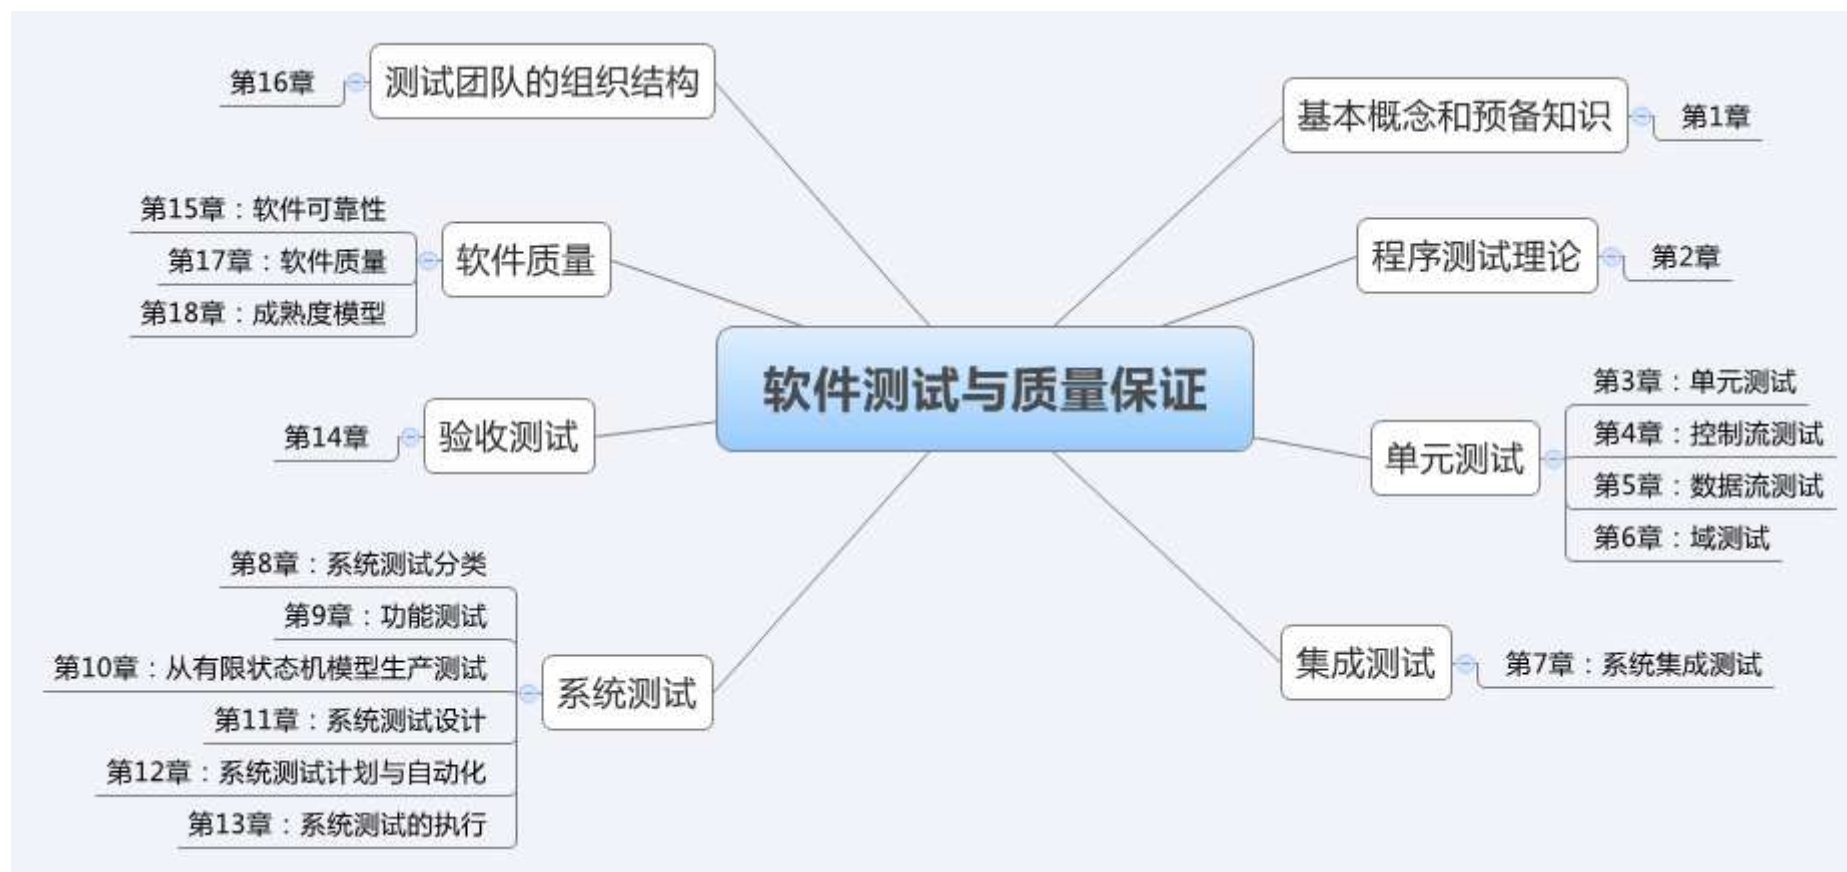 软件测试与质量保证
基本概念和预备知识
第1章
程序测试理论
第2章
单元测试
第3章：单元测试
第4章：控制流测试
第5章：数据流测试
第6章：域测试
集成测试
第7章：系统集成测试
系统测试
第8章：系统测试分类
第9章：功能测试
第10章：从有限状态机模型生产测试
第11章：系统测试设计
第12章：系统测试计划与自动化
第13章：系统测试的执行
验收测试
第14章
软件质量
第15章：软件可靠性
第17章：软件质量
第18章：成熟度模型
测试团队的组织结构
第16章